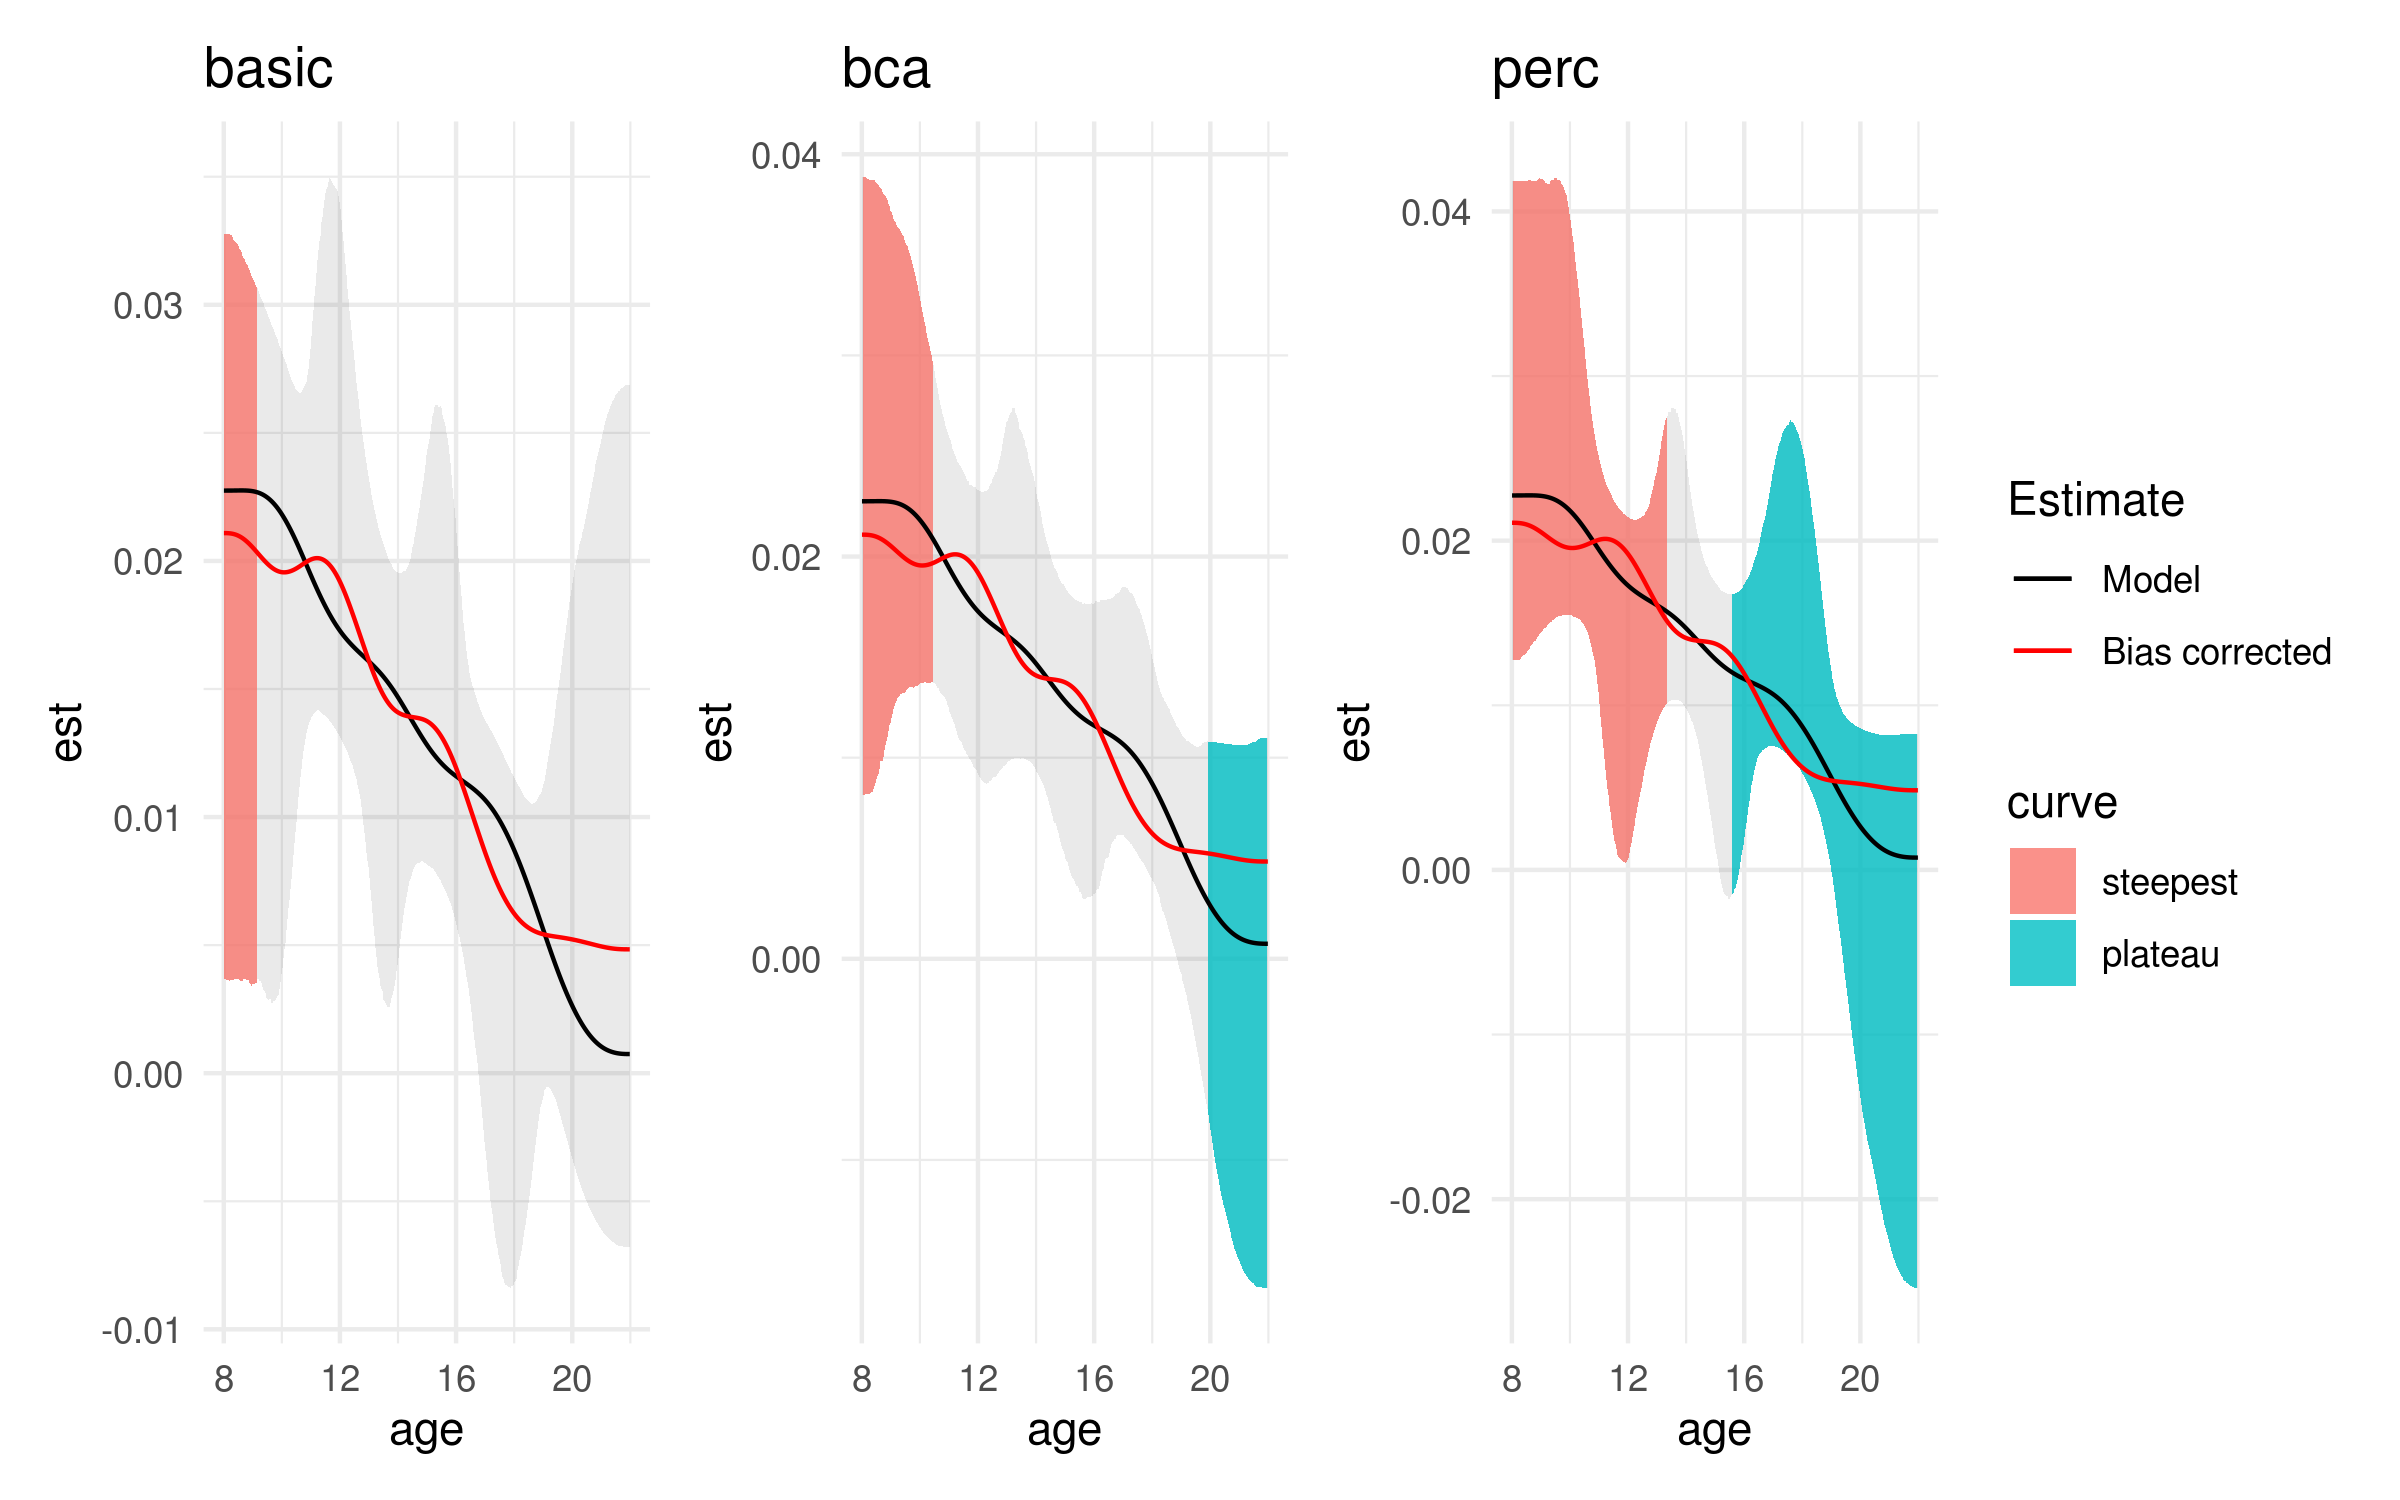 basic
bca
perc
est
0.03
0.02
0.01
0.00
-0.01
8 12 16 20
age
est
0.04
0.02
0.00
8 12 16 20
age
est
0.04
0.02
0.00
-0.02
8 12 16 20
age
Estimate
Model
Bias corrected
curve
steepest
plateau